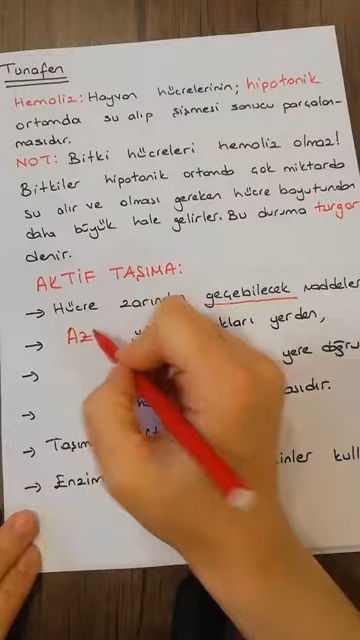 Tunafen
Hemoliz: Hayvan hücrelerinin; hipotonik
ortamda su alıp şişmesi sonucu parçalan-
masıdır.
NOT: Bitki hücreleri hemoliz olmaz!
Bitkiler hipotonik ortamda çok miktarda
su alır ve olması gereken hücre boyutundan
daha büyük hale gelirler. Bu duruma turgor
denir.
AKTİF TAŞIMA:
→ Hücre zarından geçebilecek maddeler
→ Az ukları yerden,
→ yere doğru
→ asıdır.
→ Taşım
→ Enzim inler kull